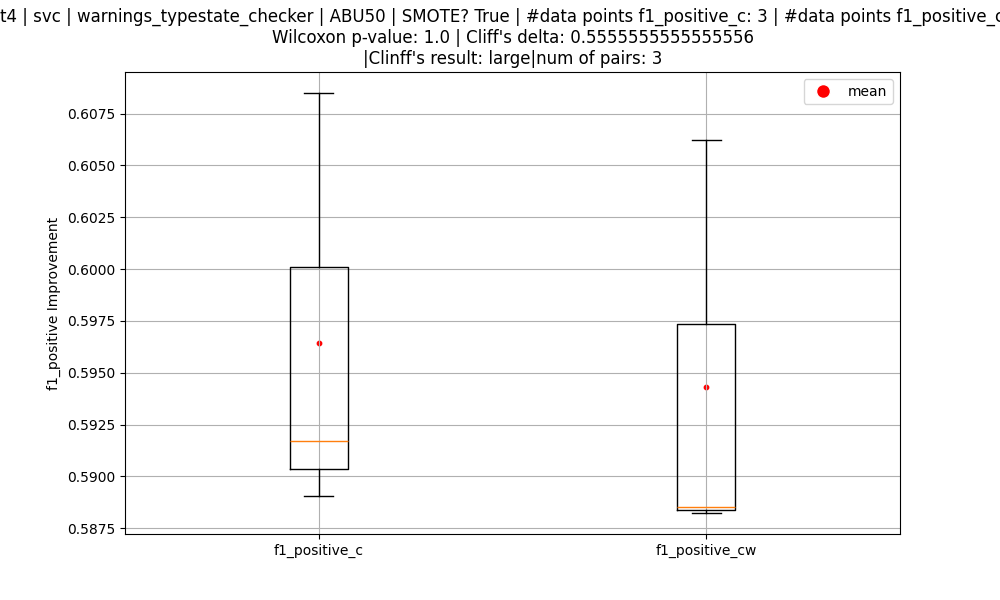 t4 | svc | warnings_typestate_checker | ABU50 | SMOTE? True | #data points f1_positive_c: 3 | #data points f1_positive_c
Wilcoxon p-value: 1.0 | Cliff's delta: 0.5555555555555556
|Clinff's result: large|num of pairs: 3
mean
0.6075
0.6050
0.6025
0.6000
0.5975
0.5950
0.5925
0.5900
0.5875
f1_positive Improvement
f1_positive_c
f1_positive_cw